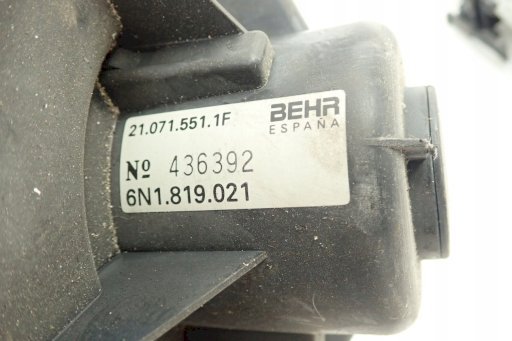 21.071.551.1F
BEHR
ESPAÑA
Nº 436392
6N1.819.021